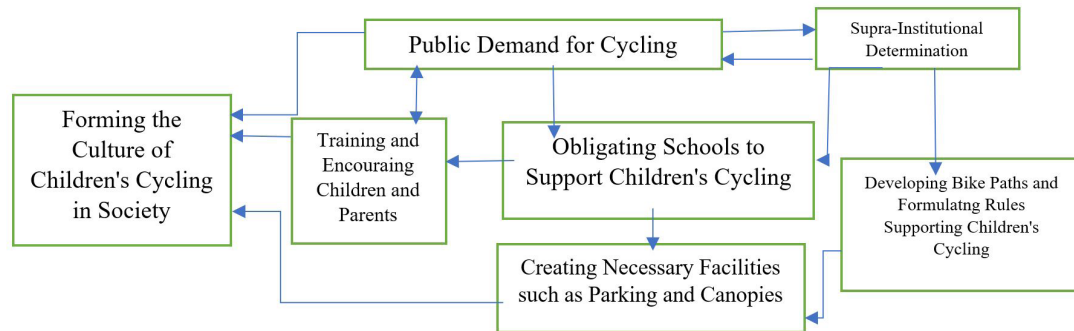 Public Demand for Cycling
Supra-Institutional
Determination
Forming the
Culture of
Children's Cycling
in Society
Training and
Encouraing
Children and
Parents
Obligating Schools to
Support Children's Cycling
Developing Bike Paths and
Formulatng Rules
Supporting Children's
Cycling
Creating Necessary Facilities
such as Parking and Canopies